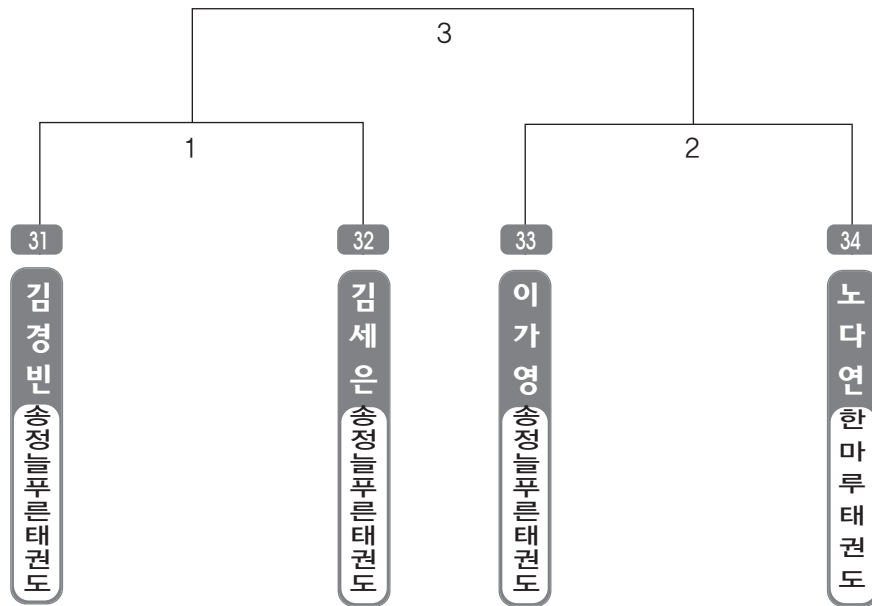 3
1
2
31
32
33
34
김경빈
송정늘푸른태권도
김세은
송정늘푸른태권도
이가영
송정늘푸른태권도
노다연
한마루태권도